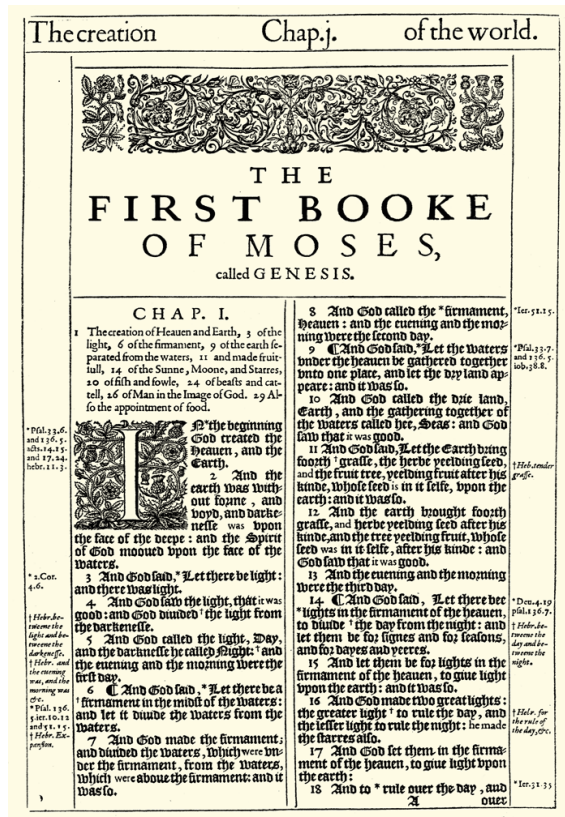 The creation Chap.j. of the world.
THE
FIRST BOOKE
OF MOSES,
called GENESIS.
CHAP. I.
1 The creation of Heauen and Earth, 3 of the
light, 6 of the firmament, 9 of the earth se-
parated from the waters, 11 and made fruit-
full, 14 of the Sunne, Moone, and Starres,
20 of fish and fowle, 24 of beasts and cat-
tell, 26 of Man in the Image of God. 29 Al-
so the appointment of food.
IN *the beginning
God created the
Heauen, and the
Earth.
2 And the
earth was with-
out forme, and
voyd, and darke-
nesse was vpon
the face of the deepe: and the Spirit
of God mooued vpon the face of the
waters.
3 And God said, *Let there be light:
and there was light.
4 And God saw the light, that it was
good: and God diuided †the light from
the darkenesse.
5 And God called the light, Day,
and the darknesse he called Night: †and
the euening and the morning were the
first day.
6 ¶ And God said, *Let there be a
†firmament in the midst of the waters:
and let it diuide the waters from the
waters.
7 And God made the firmament;
and diuided the waters, which were vn-
der the firmament, from the waters,
which were aboue the firmament: and it
was so.
*Psal.33.6.
and 136.5.
acts.14.15.
and 17.24.
hebr.11.3.
*2.Cor.
4.6.
†Hebr.be-
tweene the
light and be-
tweene the
darkenesse.
†Hebr. and
the euening
was, and the
morning was
&c.
*Psal.136.
5.ier.10.12
and 51.15.
†Hebr. Ex-
pansion.
8 And God called the *firmament,
Heauen: and the euening and the mor-
ning were the second day.
9 ¶And God said, *Let the waters
vnder the heauen be gathered together
vnto one place, and let the dry land ap-
peare: and it was so.
10 And God called the drie land,
Earth, and the gathering together of
the waters called hee, Seas: and God
saw that it was good.
11 And God said, Let the Earth bring
foorth †grasse, the herbe yeelding seed,
and the fruit tree, yeelding fruit after his
kinde, whose seed is in it selfe, vpon the
earth: and it was so.
12 And the earth brought foorth
grasse, and herbe yeelding seed after his
kinde, and the tree yeelding fruit, whose
seed was in it selfe, after his kinde: and
God saw that it was good.
13 And the euening and the morning
were the third day.
14 ¶ And God said, Let there bee
*lights in the firmament of the heauen,
to diuide †the day from the night: and
let them be for signes and for seasons,
and for dayes and yeeres.
15 And let them be for lights in the
firmament of the heauen, to giue light
vpon the earth: and it was so.
16 And God made two great lights:
the greater light †to rule the day, and
the lesser light to rule the night: he made
the starres also.
17 And God set them in the firma-
ment of the heauen, to giue light vpon
the earth:
18 And to *rule ouer the day, and
A ouer
*Ier.51.15.
*Psal.33.7.
and 136.5.
iob.38.8.
†Heb.tender
grasse.
*Deu.4.19
psal.136.7.
†Hebr.be-
tweene the
day and be-
tweene the
night.
†Hebr. for
the rule of
the day,&c.
*Ier.31.35